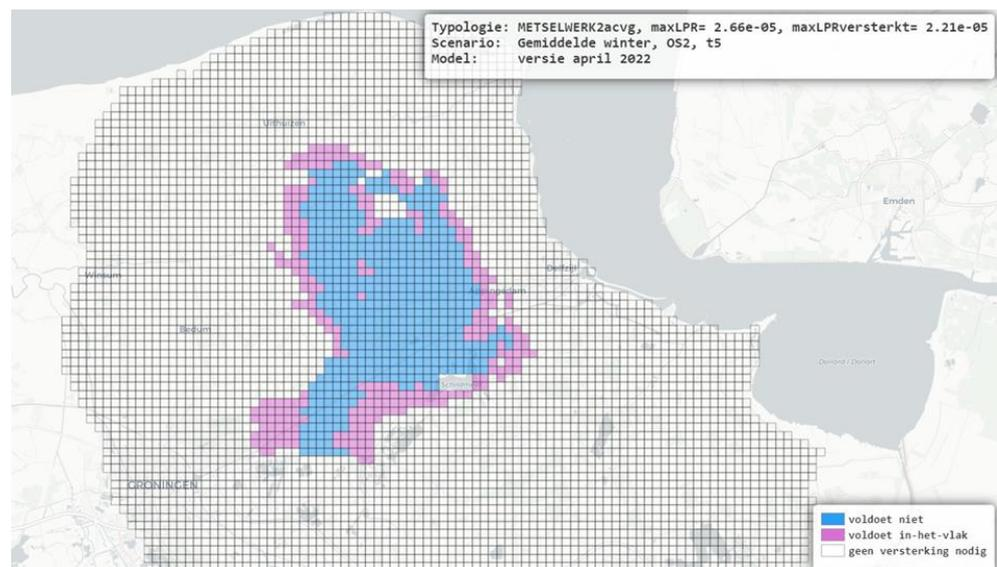 Typologie: METSELWERK2acvg, maxLPR= 2.66e-05, maxLPRversterkt= 2.21e-05
Scenario: Gemiddelde winter, OS2, t5
Model: versie april 2022
Uithuizen
Emden
Winsum
Delfzijl
Appingedam
Bedum
Dollard / Dollart
GRONINGEN
voldoet niet
voldoet in-het-vlak
geen versterking nodig